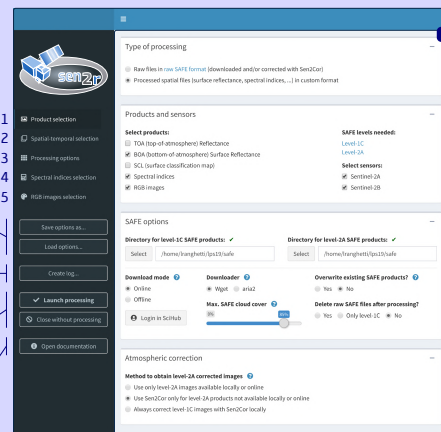 sen2r
1 Product selection
2 Spatial-temporal selection
3 Processing options
4 Spectral indices selection
5 RGB images selection
Save options as...
Load options...
Create log...
Launch processing
Close without processing
Open documentation
Type of processing
Raw files in raw SAFE format (downloaded and/or corrected with Sen2Cor)
Processed spatial files (surface reflectance, spectral indices, ...) in custom format
Products and sensors
Select products:
TOA (top-of-atmosphere) Reflectance
BOA (bottom-of-atmosphere) Surface Reflectance
SCL (surface classification map)
Spectral indices
RGB images
SAFE levels needed:
Level-1C
Level-2A
Select sensors:
Sentinel-2A
Sentinel-2B
SAFE options
Directory for level-1C SAFE products: ✔
Select /home/lranghetti/lps19/safe
Directory for level-2A SAFE products: ✔
Select /home/lranghetti/lps19/safe
Download mode ?
Online
Offline
Login in SciHub
Downloader ?
Wget aria2
Max. SAFE cloud cover ?
0%
Overwrite existing SAFE products? ?
Yes No
Delete raw SAFE files after processing?
Yes Only level-1C No
Atmospheric correction
Method to obtain level-2A corrected images ?
Use only level-2A images available locally or online
Use Sen2Cor only for level-2A products not available locally or online
Always correct level-1C images with Sen2Cor locally